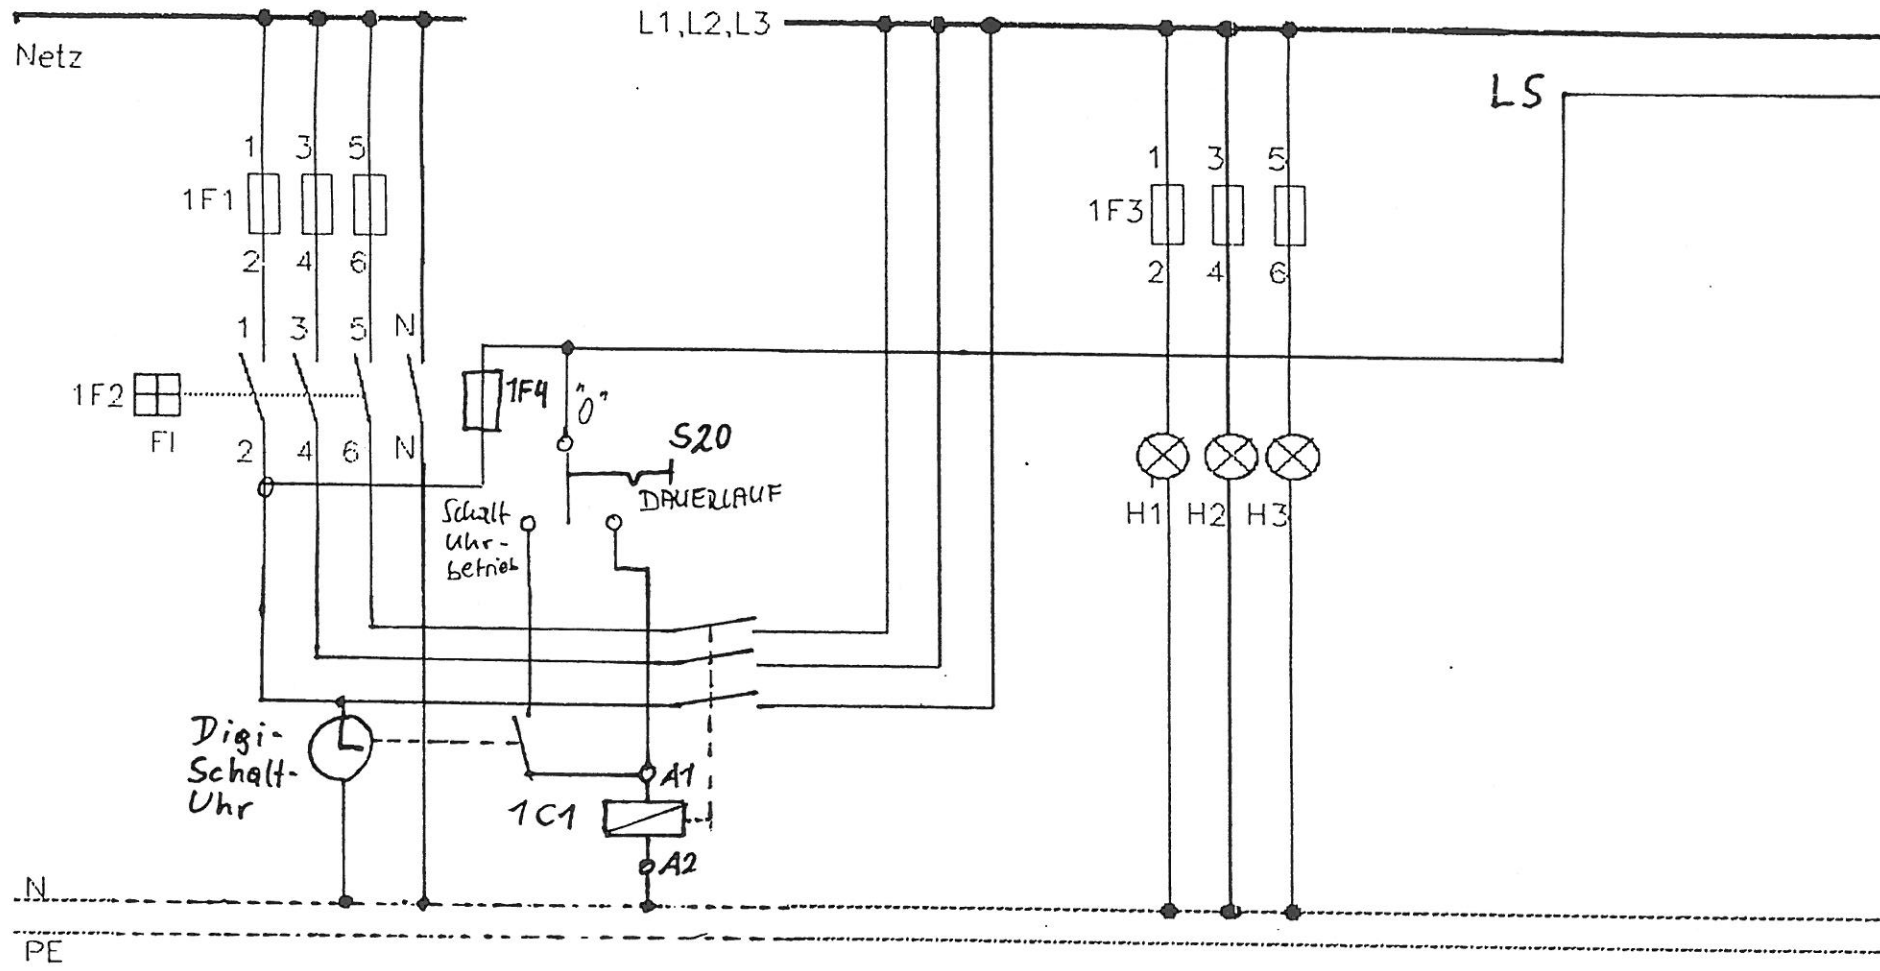 Netz
L1,L2,L3
LS
1 3 5
1F1
2 4 6
1 3 5
1F3
2 4 6
1 3 5 N
1F2
FI
2 4 6 N
1F4
"0"
S20
DAUERLAUF
Schalt
Uhr-
betrieb
H1 H2 H3
Digi-
Schalt-
Uhr
A1
1C1
A2
N
PE